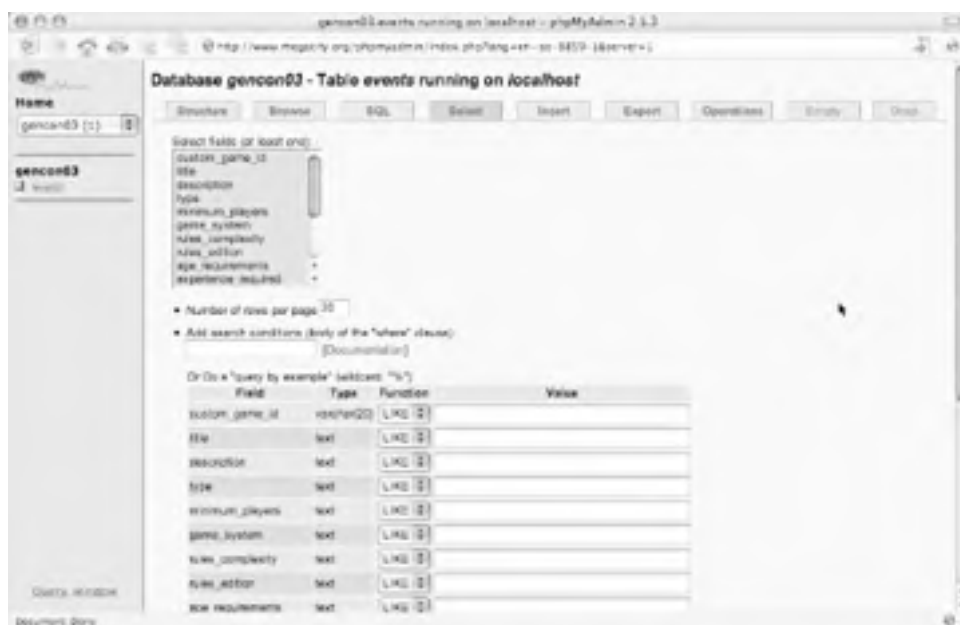 gencon03.events running on localhost - phpMyAdmin 2.5.3
Database gencon03 - Table events running on localhost
Home
gencon03 (1)
gencon03
events
Structure Browse SQL Select Insert Export Operations Empty Drop
Select fields (at least one):
custom_game_id
title
description
type
minimum_players
game_system
rules_complexity
rules_edition
age_requirements
experience_required
Number of rows per page 30
Add search conditions (body of the "where" clause):
[Documentation]
Or Do a "query by example" (wildcard: "%")
Field Type Function Value
custom_game_id varchar(20) LIKE
title text LIKE
description text LIKE
type text LIKE
minimum_players text LIKE
game_system text LIKE
rules_complexity text LIKE
rules_edition text LIKE
age_requirements text LIKE
Query window
Document: Done